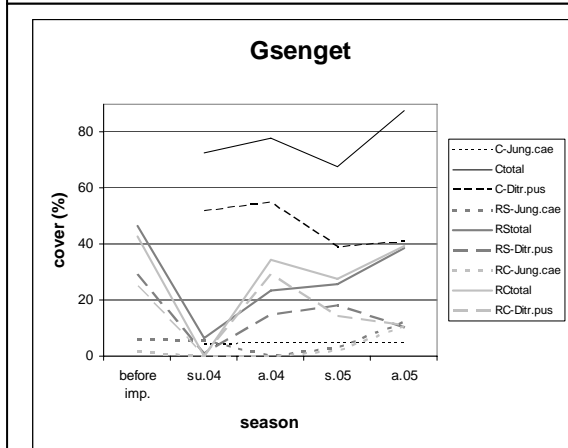 Gsenget
80
60
40
20
0
cover (%)
before imp.
su.04
a.04
s.05
a.05
season
C-Jung.cae
Ctotal
C-Ditr.pus
RS-Jung.cae
RStotal
RS-Ditr.pus
RC-Jung.cae
RCtotal
RC-Ditr.pus